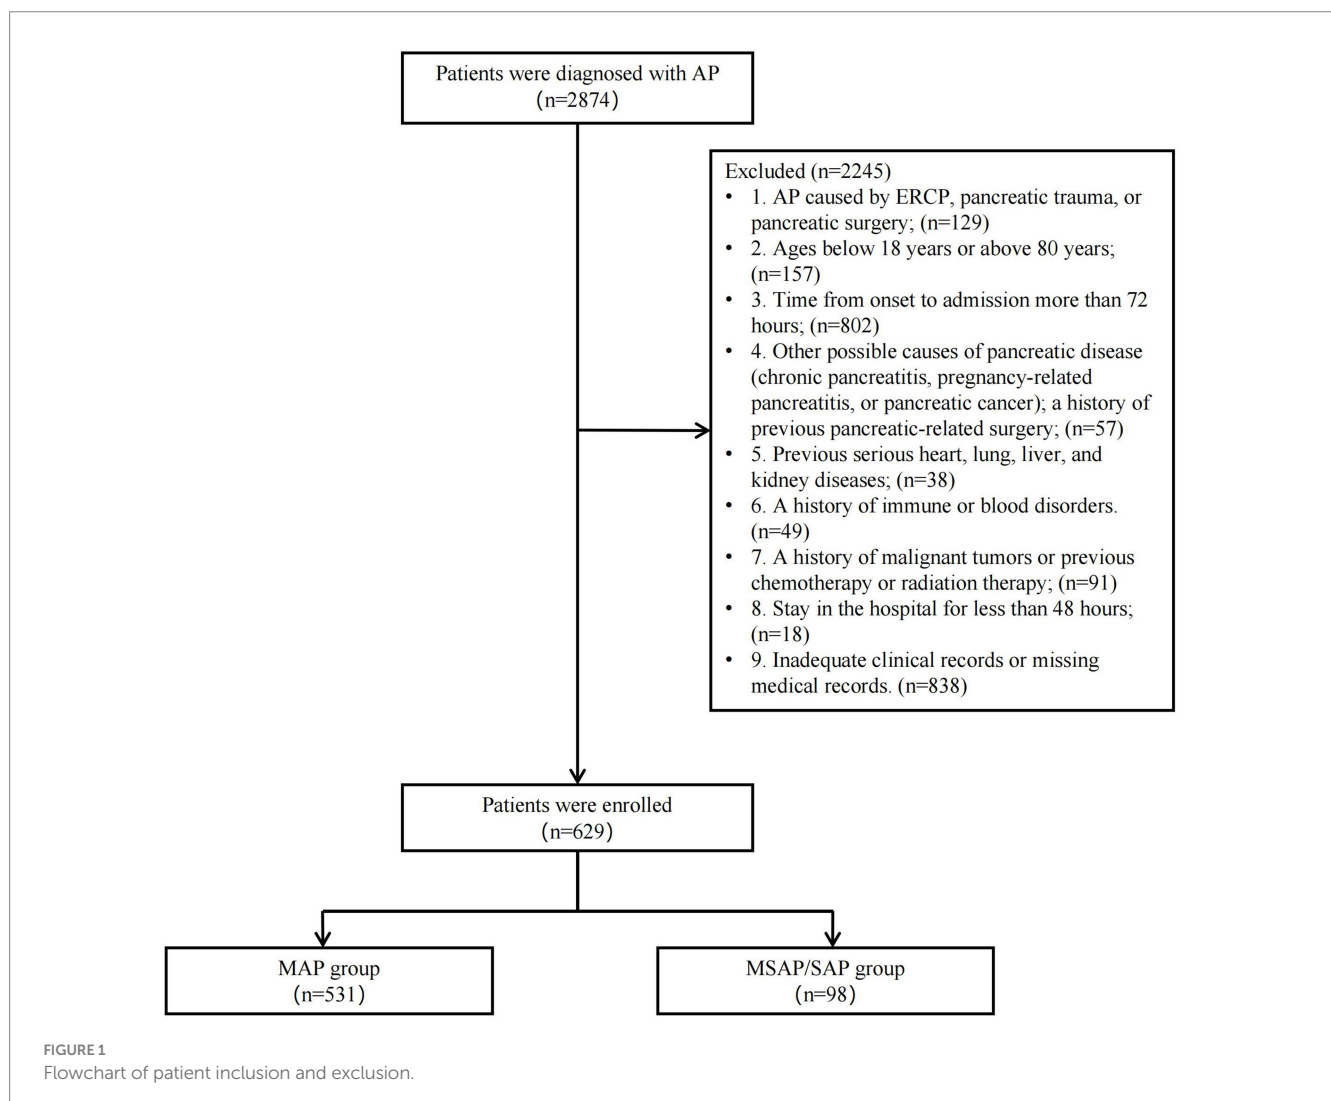 Patients were diagnosed with AP
(n=2874)
Excluded (n=2245)
• 1. AP caused by ERCP, pancreatic trauma, or
pancreatic surgery; (n=129)
• 2. Ages below 18 years or above 80 years;
(n=157)
• 3. Time from onset to admission more than 72
hours; (n=802)
• 4. Other possible causes of pancreatic disease
(chronic pancreatitis, pregnancy-related
pancreatitis, or pancreatic cancer); a history of
previous pancreatic-related surgery; (n=57)
• 5. Previous serious heart, lung, liver, and
kidney diseases; (n=38)
• 6. A history of immune or blood disorders.
(n=49)
• 7. A history of malignant tumors or previous
chemotherapy or radiation therapy; (n=91)
• 8. Stay in the hospital for less than 48 hours;
(n=18)
• 9. Inadequate clinical records or missing
medical records. (n=838)
Patients were enrolled
(n=629)
MAP group
(n=531)
MSAP/SAP group
(n=98)
FIGURE 1
Flowchart of patient inclusion and exclusion.